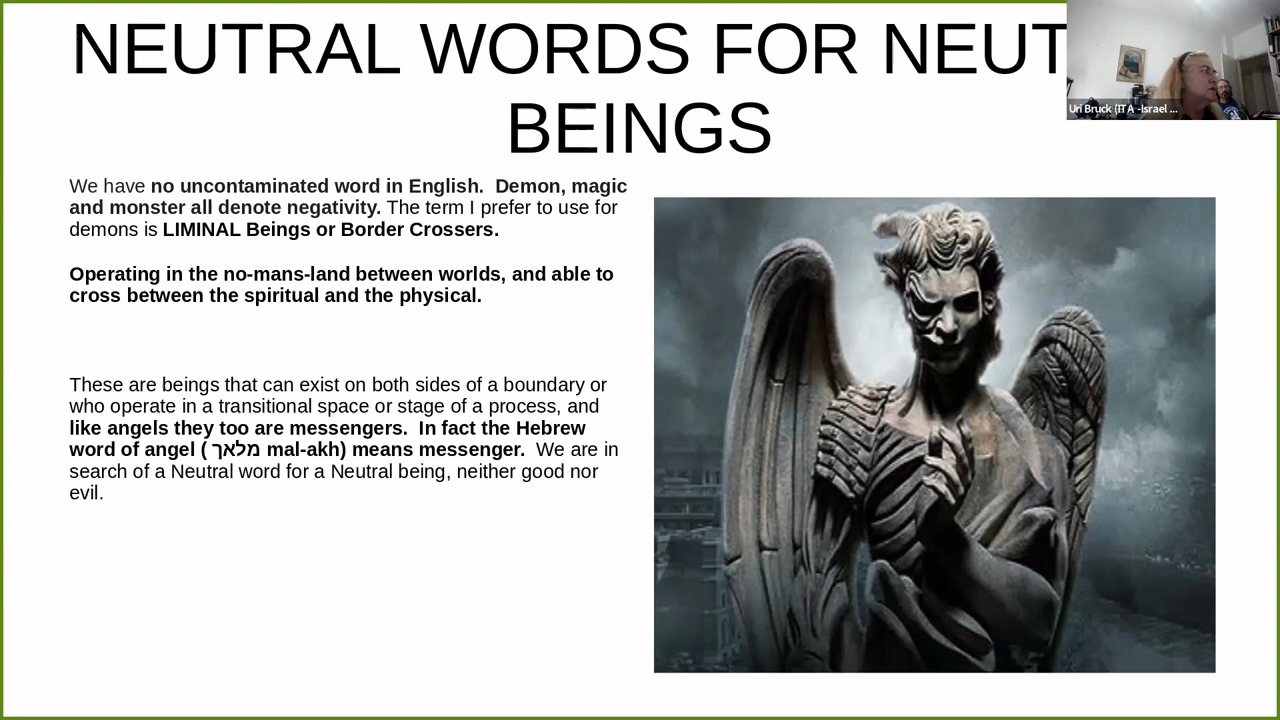 NEUTRAL WORDS FOR NEUT
BEINGS
Uri Bruck (ITA -Israel ...
We have no uncontaminated word in English.  Demon, magic
and monster all denote negativity. The term I prefer to use for
demons is LIMINAL Beings or Border Crossers.
Operating in the no-mans-land between worlds, and able to
cross between the spiritual and the physical.
These are beings that can exist on both sides of a boundary or
who operate in a transitional space or stage of a process, and
like angels they too are messengers.  In fact the Hebrew
word of angel ( מלאך mal-akh) means messenger.  We are in
search of a Neutral word for a Neutral being, neither good nor
evil.